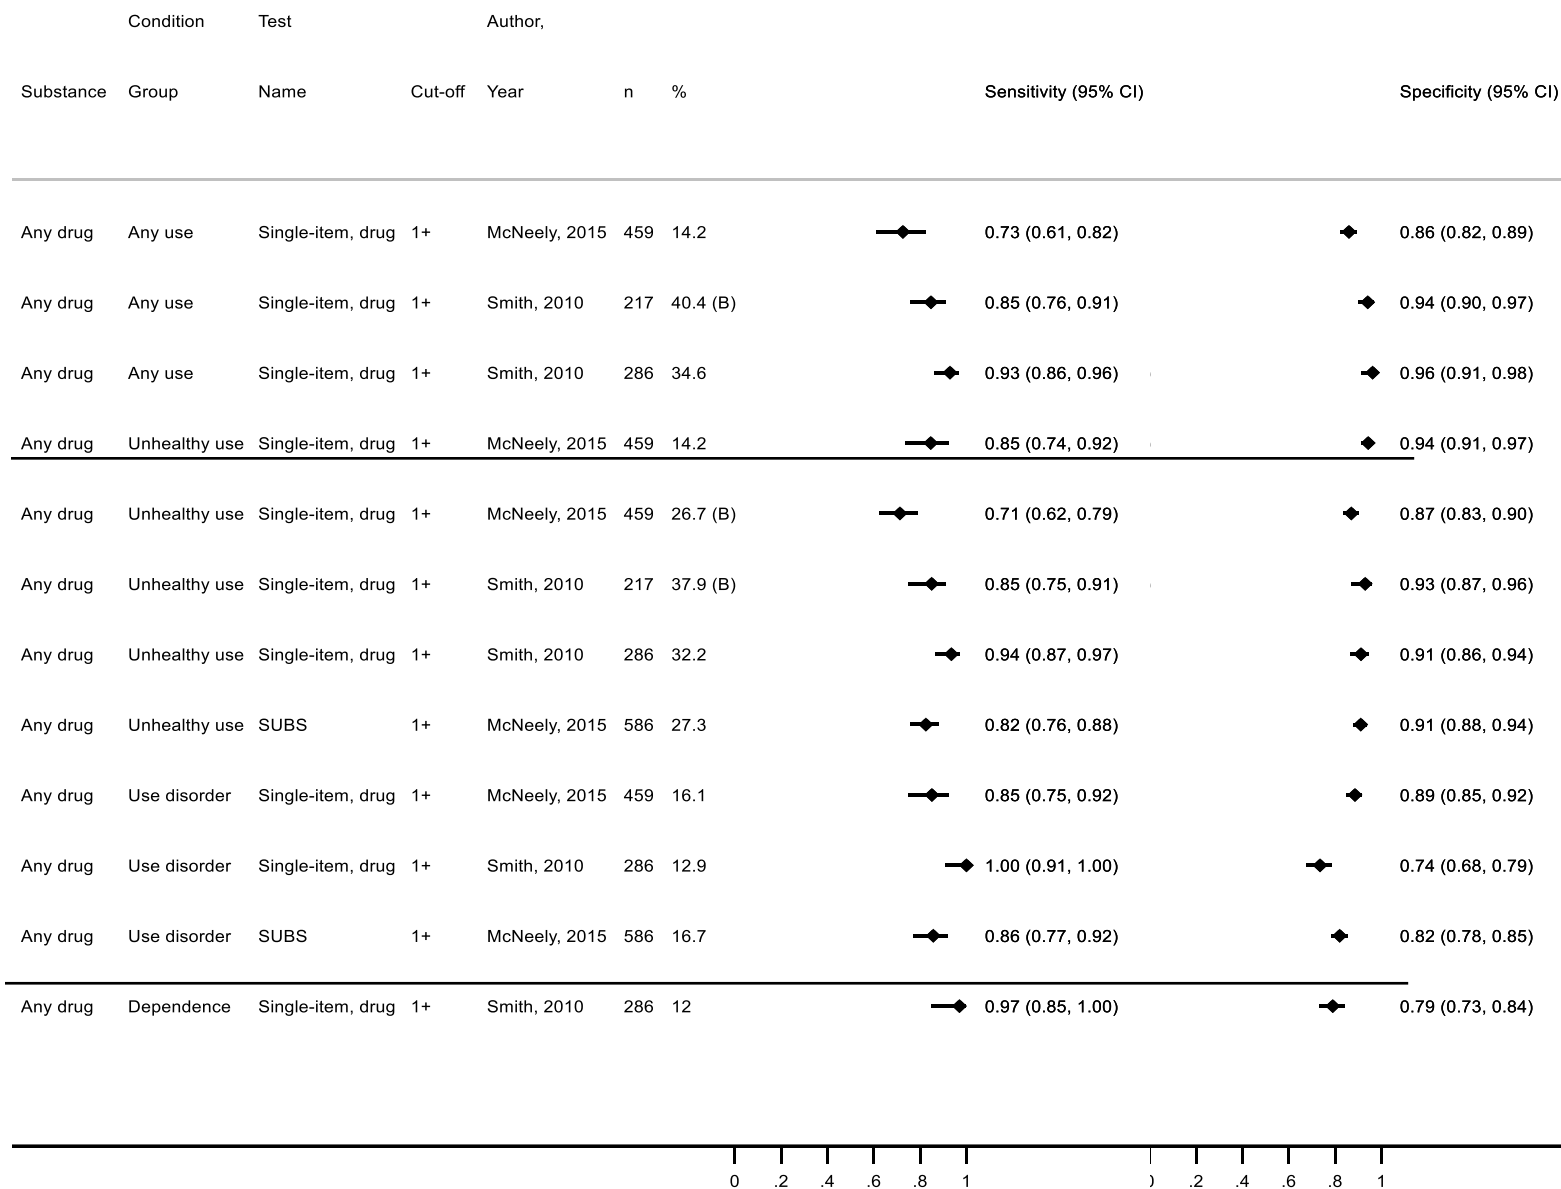 Condition Test Author,
Substance Group Name Cut-off Year n % Sensitivity (95% CI) Specificity (95% CI)
Any drug Any use Single-item, drug 1+ McNeely, 2015 459 14.2 0.73 (0.61, 0.82) 0.86 (0.82, 0.89)
Any drug Any use Single-item, drug 1+ Smith, 2010 217 40.4 (B) 0.85 (0.76, 0.91) 0.94 (0.90, 0.97)
Any drug Any use Single-item, drug 1+ Smith, 2010 286 34.6 0.93 (0.86, 0.96) 0.96 (0.91, 0.98)
Any drug Unhealthy use Single-item, drug 1+ McNeely, 2015 459 14.2 0.85 (0.74, 0.92) 0.94 (0.91, 0.97)
Any drug Unhealthy use Single-item, drug 1+ McNeely, 2015 459 26.7 (B) 0.71 (0.62, 0.79) 0.87 (0.83, 0.90)
Any drug Unhealthy use Single-item, drug 1+ Smith, 2010 217 37.9 (B) 0.85 (0.75, 0.91) 0.93 (0.87, 0.96)
Any drug Unhealthy use Single-item, drug 1+ Smith, 2010 286 32.2 0.94 (0.87, 0.97) 0.91 (0.86, 0.94)
Any drug Unhealthy use SUBS 1+ McNeely, 2015 586 27.3 0.82 (0.76, 0.88) 0.91 (0.88, 0.94)
Any drug Use disorder Single-item, drug 1+ McNeely, 2015 459 16.1 0.85 (0.75, 0.92) 0.89 (0.85, 0.92)
Any drug Use disorder Single-item, drug 1+ Smith, 2010 286 12.9 1.00 (0.91, 1.00) 0.74 (0.68, 0.79)
Any drug Use disorder SUBS 1+ McNeely, 2015 586 16.7 0.86 (0.77, 0.92) 0.82 (0.78, 0.85)
Any drug Dependence Single-item, drug 1+ Smith, 2010 286 12 0.97 (0.85, 1.00) 0.79 (0.73, 0.84)
0 .2 .4 .6 .8 1 .2 .4 .6 .8 1